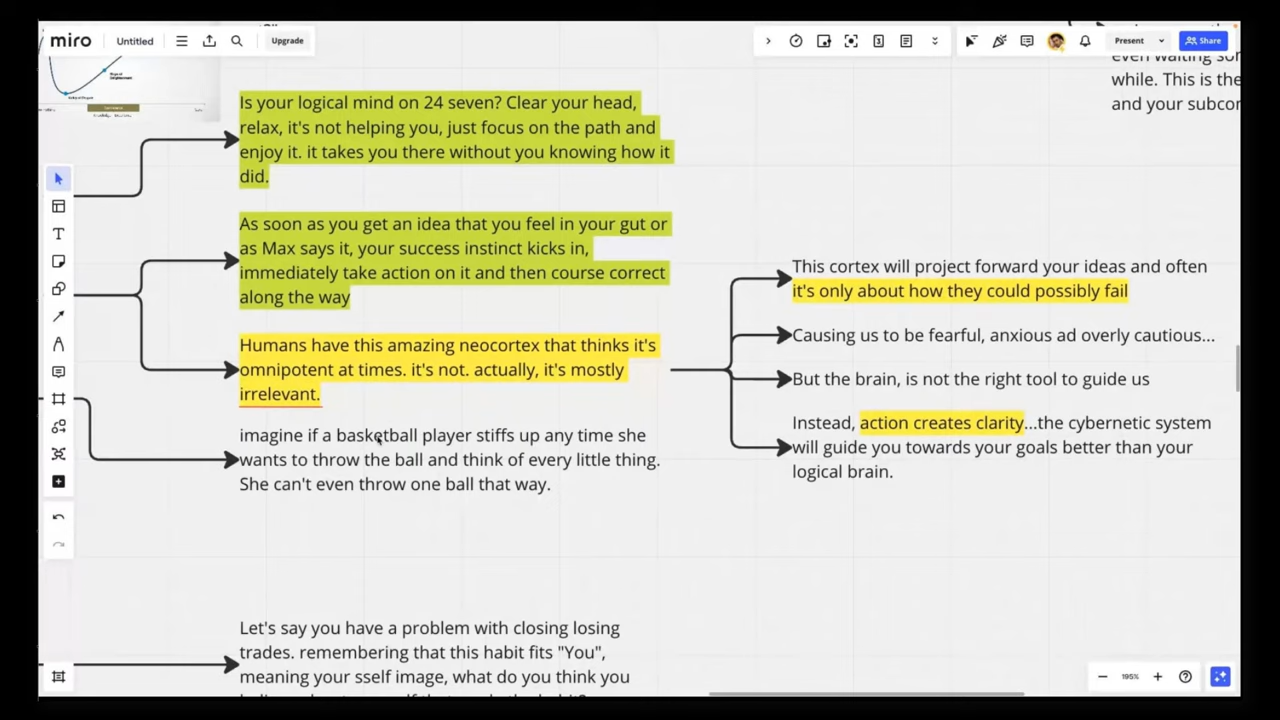 miro
Untitled
Upgrade
Present
Share
even waiting
while. This is the
and your subcor
Is your logical mind on 24 seven? Clear your head,
relax, it's not helping you, just focus on the path and
enjoy it. it takes you there without you knowing how it
did.
As soon as you get an idea that you feel in your gut or
as Max says it, your success instinct kicks in,
immediately take action on it and then course correct
along the way
Humans have this amazing neocortex that thinks it's
omnipotent at times. it's not. actually, it's mostly
irrelevant.
imagine if a basketball player stiffs up any time she
wants to throw the ball and think of every little thing.
She can't even throw one ball that way.
This cortex will project forward your ideas and often
it's only about how they could possibly fail
Causing us to be fearful, anxious ad overly cautious...
But the brain, is not the right tool to guide us
Instead, action creates clarity...the cybernetic system
will guide you towards your goals better than your
logical brain.
Let's say you have a problem with closing losing
trades. remembering that this habit fits "You",
meaning your sself image, what do you think you
195%